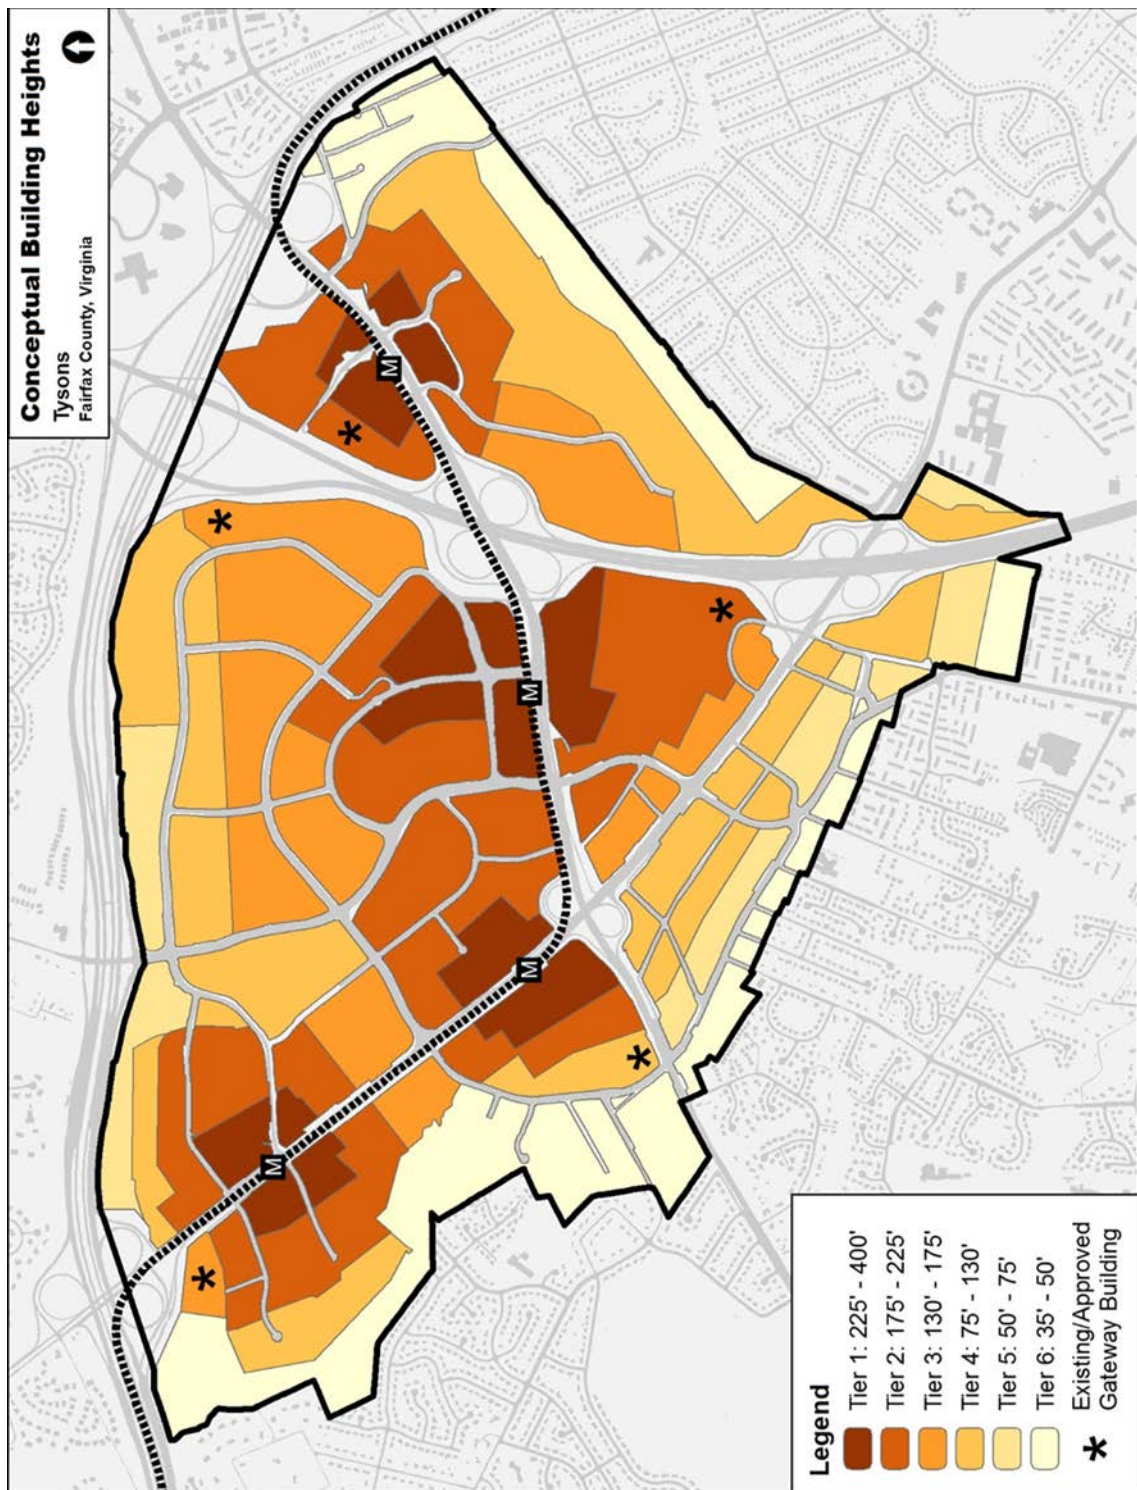 Conceptual Building Heights
Tysons
Fairfax County, Virginia
M
M
M
M
Legend
Tier 1: 225' - 400'
Tier 2: 175' - 225'
Tier 3: 130' - 175'
Tier 4: 75' - 130'
Tier 5: 50' - 75'
Tier 6: 35' - 50'
Existing/Approved
Gateway Building